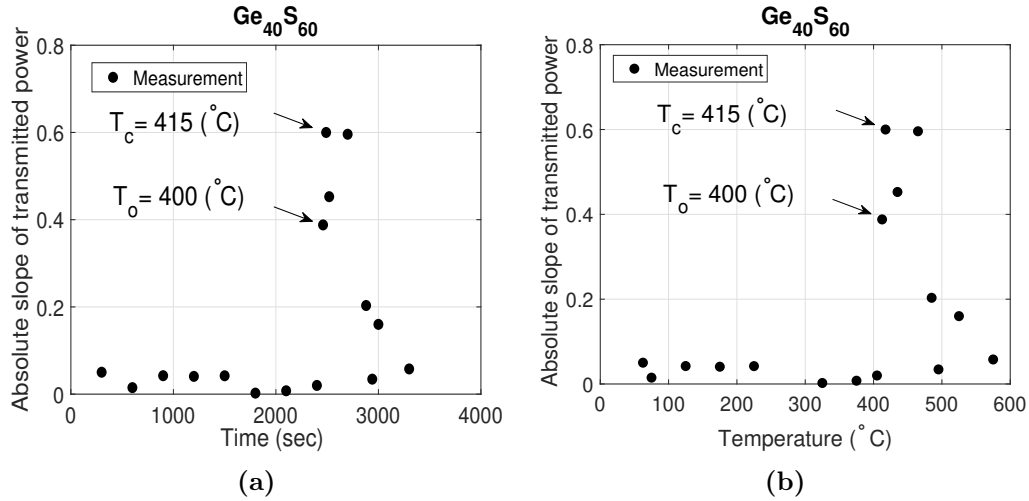 Ge40S60
Absolute slope of transmitted power
0.8
0.6
0.4
0.2
0
Measurement
Tc= 415 (°C)
To= 400 (°C)
0 1000 2000 3000 4000
Time (sec)
(a)
Ge40S60
Absolute slope of transmitted power
0.8
0.6
0.4
0.2
0
Measurement
Tc= 415 (°C)
To= 400 (°C)
0 100 200 300 400 500 600
Temperature (°C)
(b)